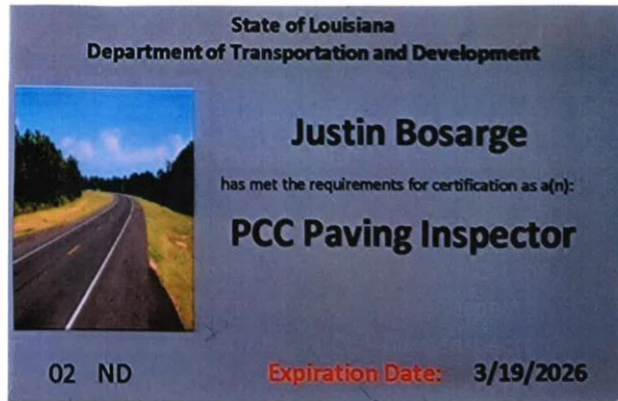 State of Louisiana
Department of Transportation and Development
Justin Bosarge
has met the requirements for certification as a(n):
PCC Paving Inspector
02 ND
Expiration Date: 3/19/2026